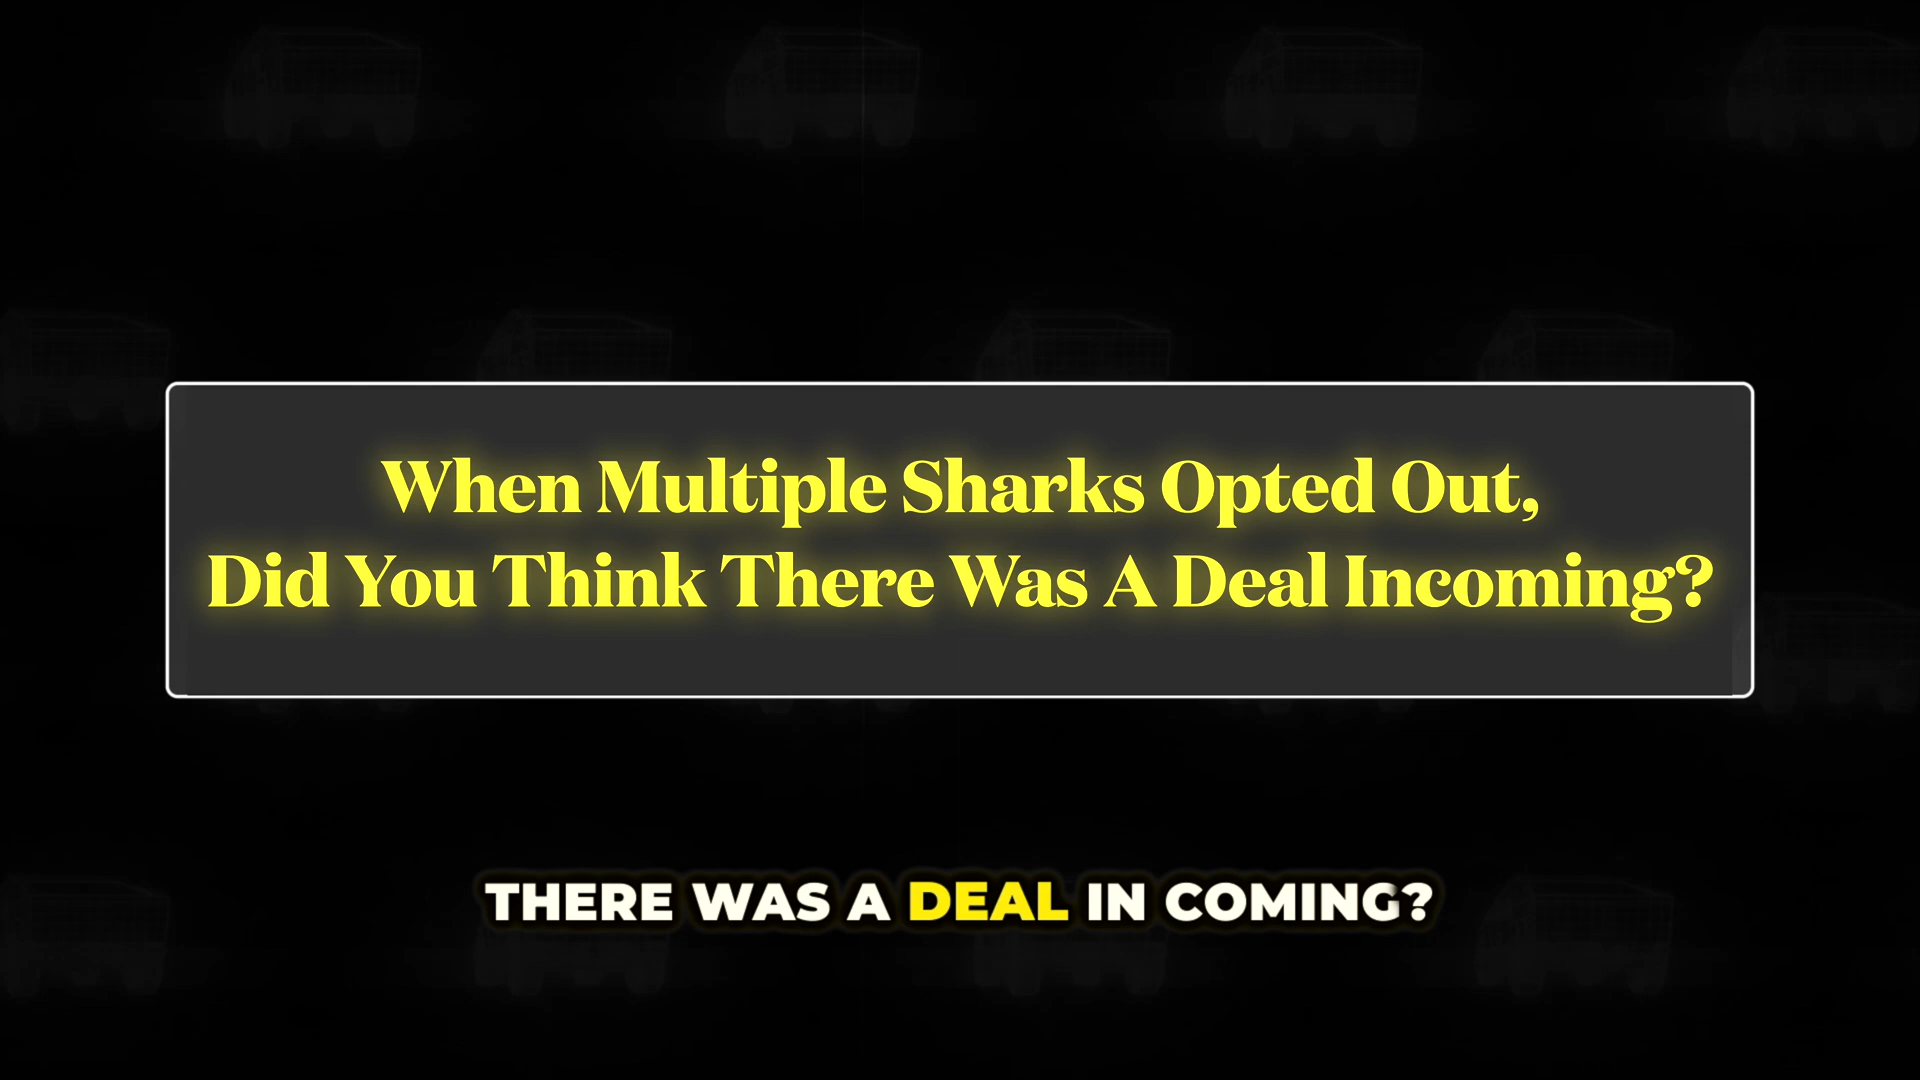 When Multiple Sharks Opted Out,
Did You Think There Was A Deal Incoming?
THERE WAS A DEAL IN COMING?